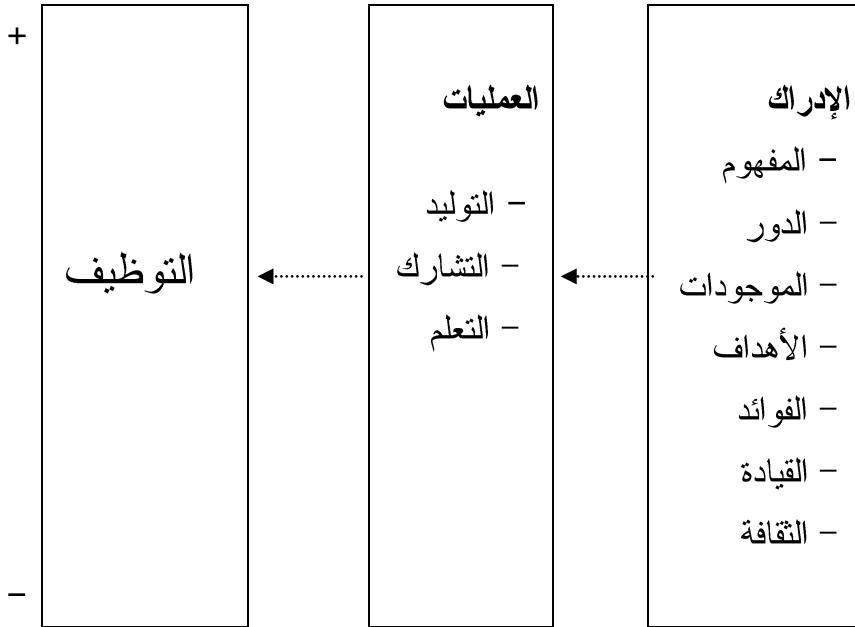 +
الإدراك
– المفهوم
– الدور
– الموجودات
– الأهداف
– الفوائد
– القيادة
– الثقافة
العمليات
– التوليد
– التشارك
– التعلم
التوظيف
–